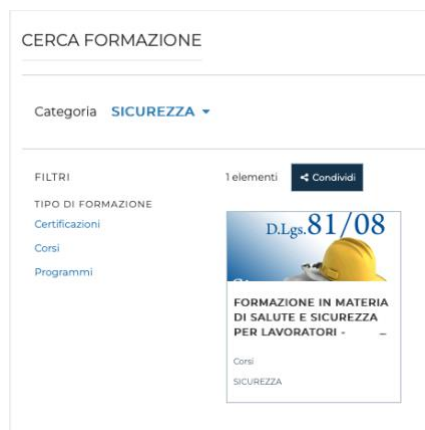 CERCA FORMAZIONE
Categoria SICUREZZA
FILTRI
TIPO DI FORMAZIONE
Certificazioni
Corsi
Programmi
1 elementi
Condividi
D.Lgs.81/08
FORMAZIONE IN MATERIA
DI SALUTE E SICUREZZA
PER LAVORATORI -
Corsi
SICUREZZA